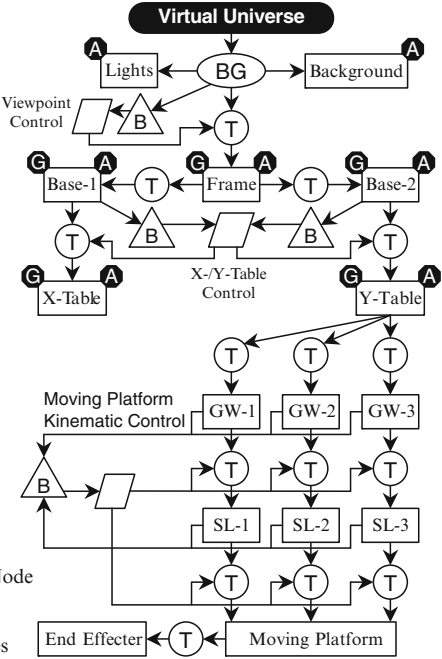 Virtual Universe
A
A
Lights
BG
Background
Viewpoint
Control
B
T
G
A
G
A
G
A
Base-1
T
Frame
T
Base-2
T
B
B
T
G
A
X-/Y-Table
Control
G
A
X-Table
Y-Table
T
T
T
Moving Platform
Kinematic Control
GW-1
GW-2
GW-3
B
T
T
T
SL-1
SL-2
SL-3
T
T
T
End Effecter
T
Moving Platform